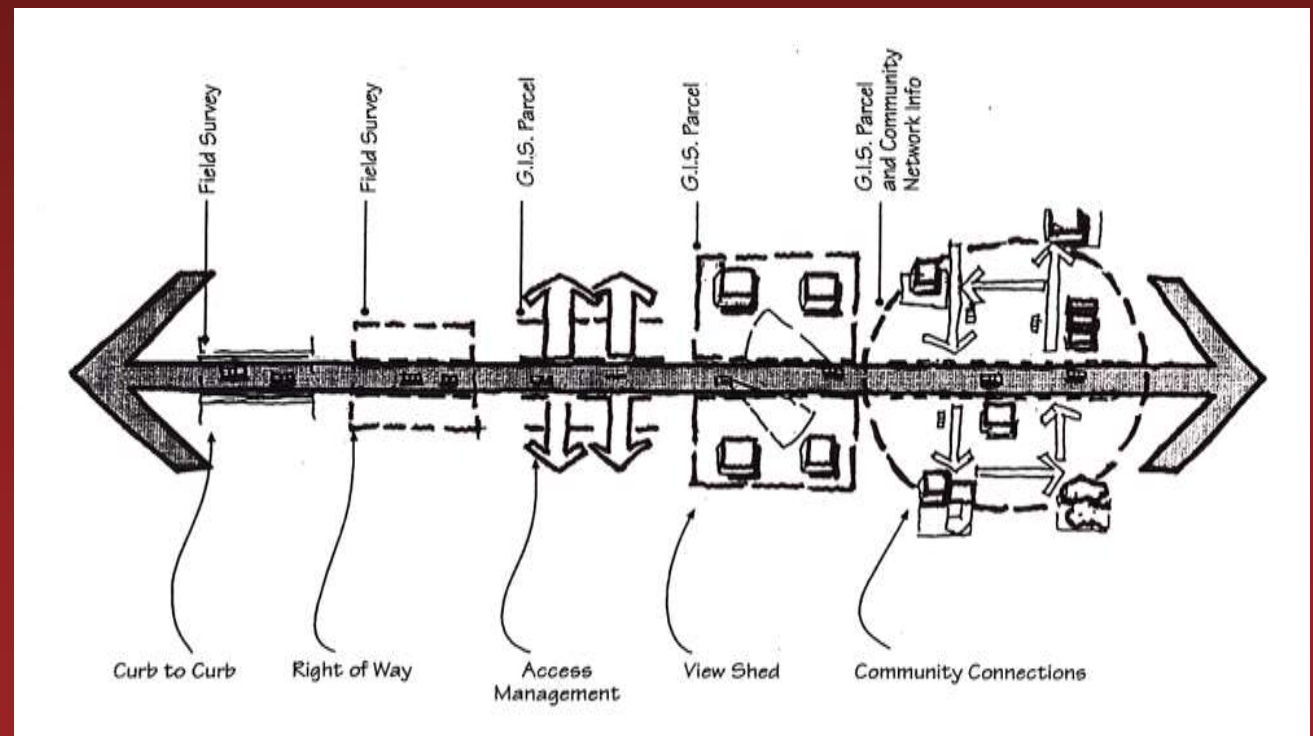 Field Survey
Field Survey
G.I.S. Parcel
G.I.S. Parcel
G.I.S. Parcel
and Community
Network Info
Curb to Curb
Right of Way
Access
Management
View Shed
Community Connections